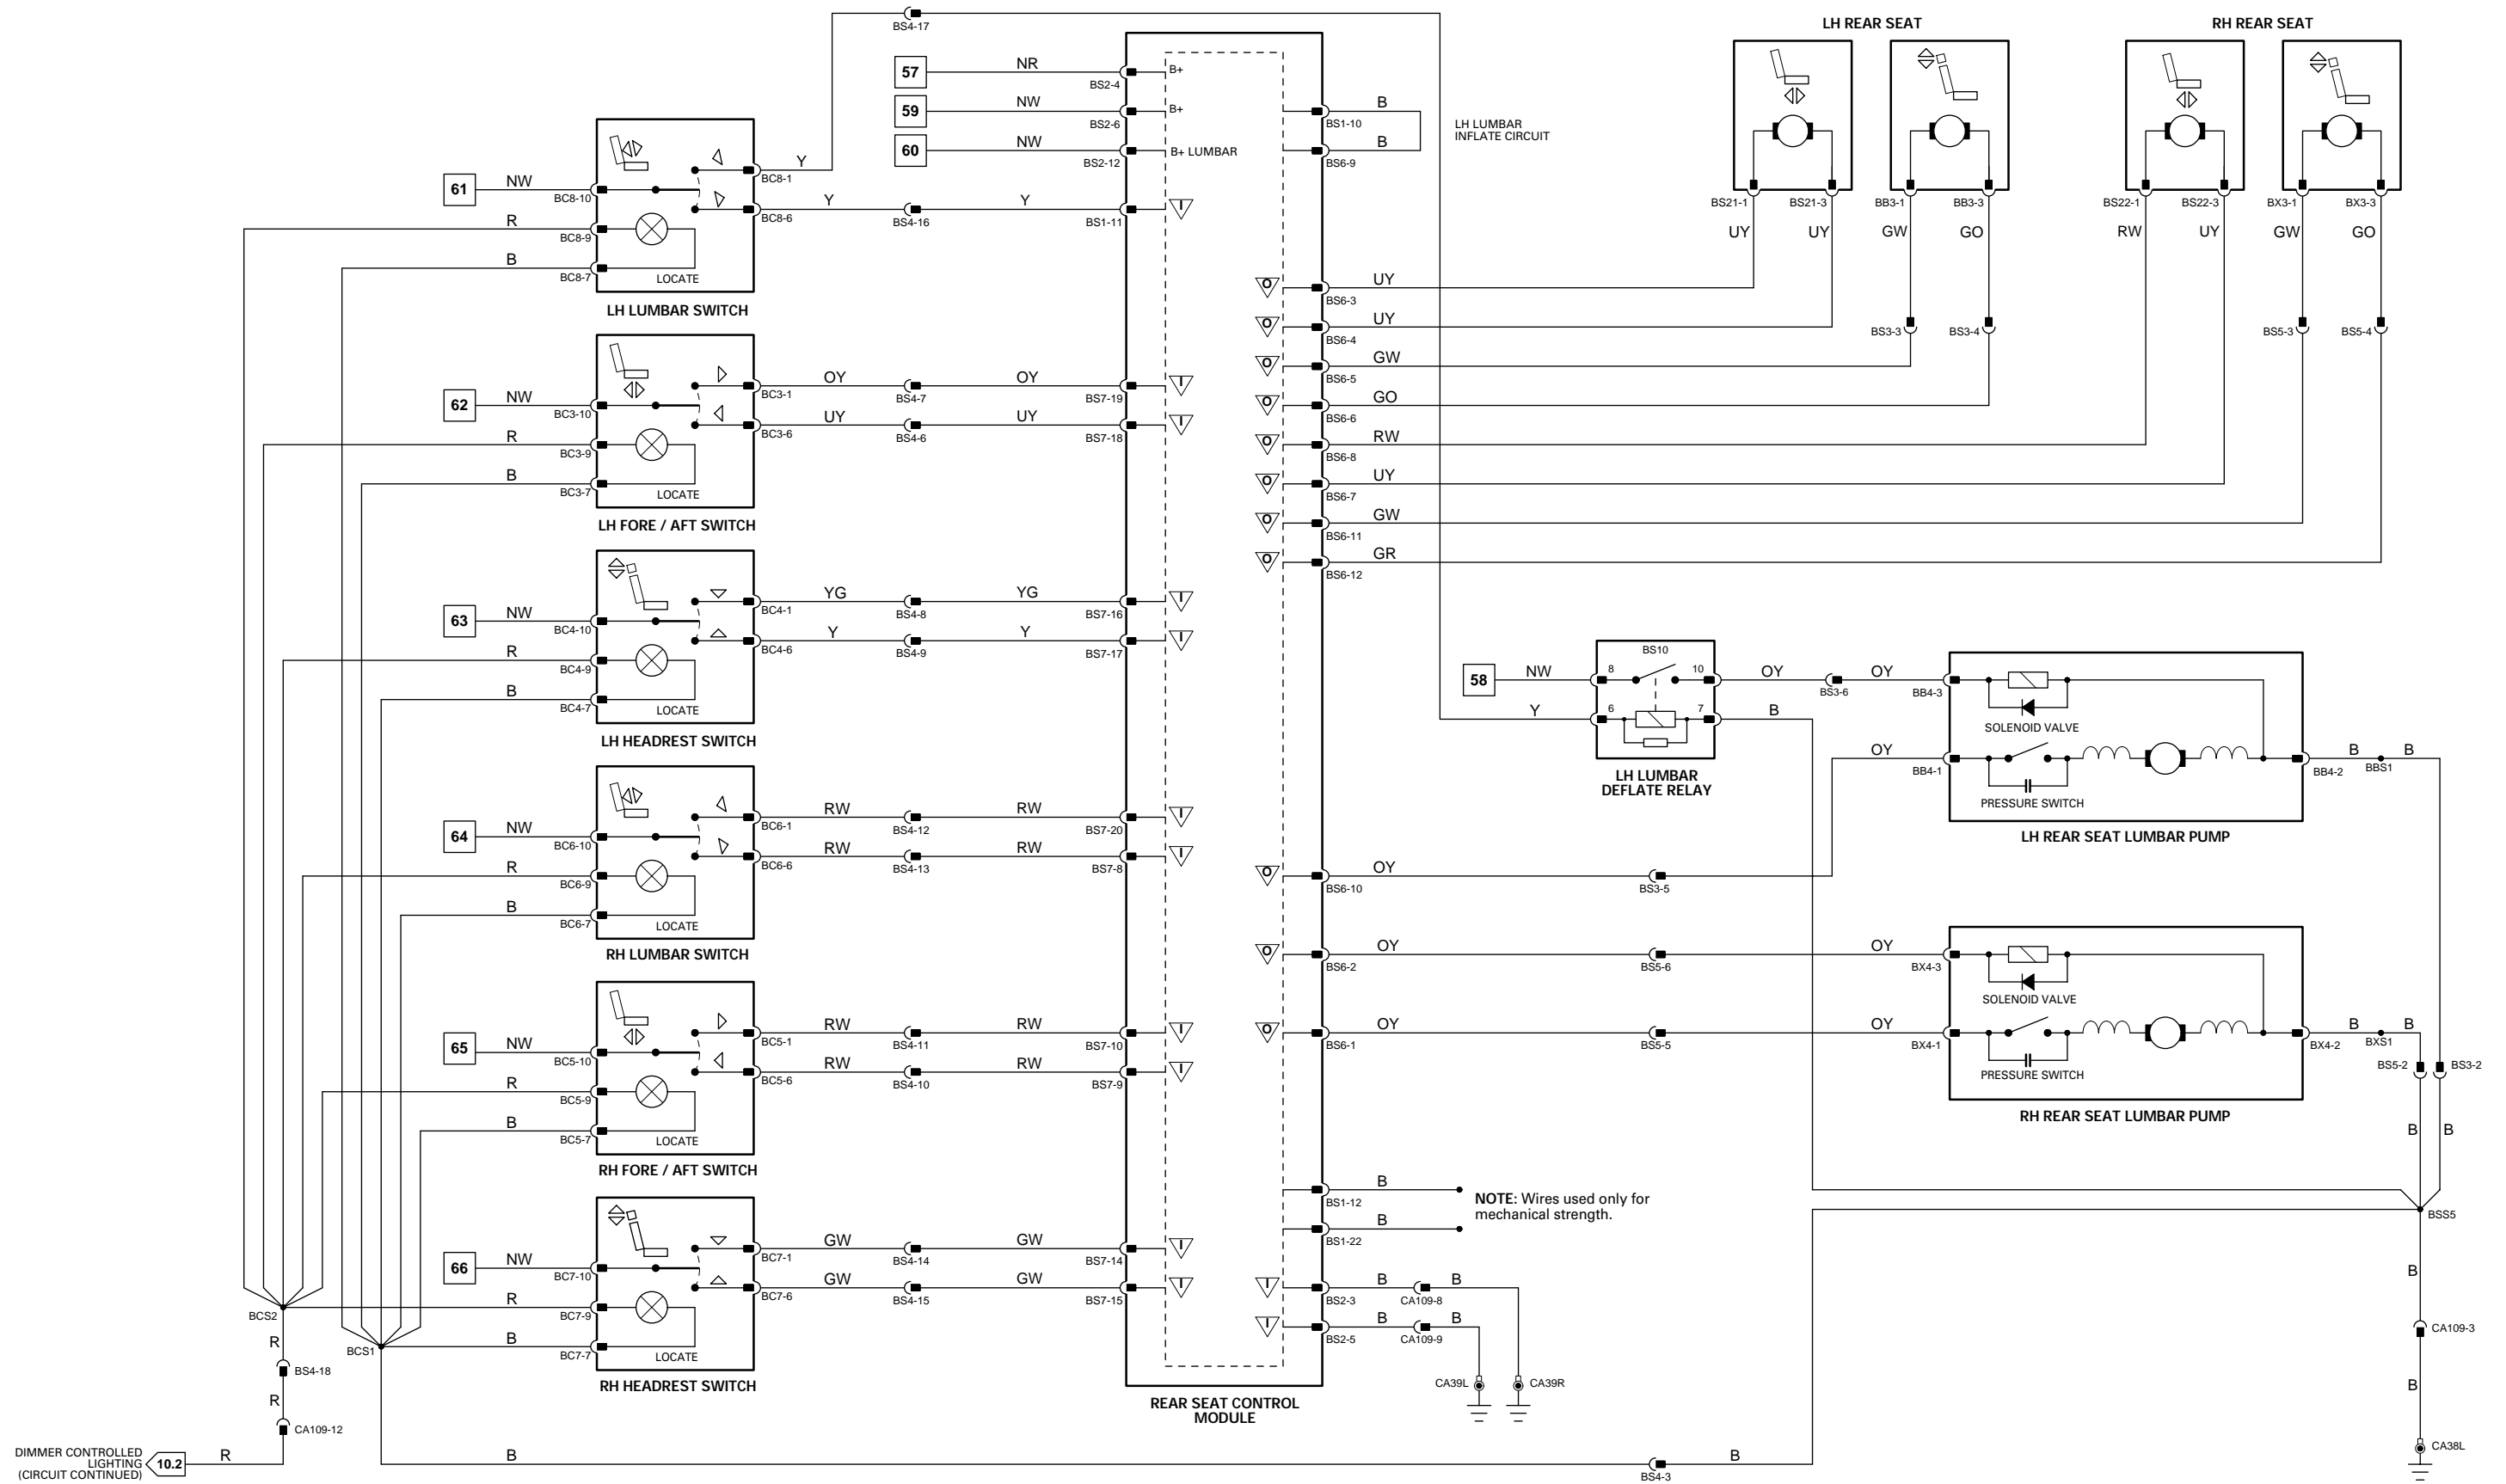 LH REAR SEAT
RH REAR SEAT
BS4-17
57
NR
BS2-4
B+
59
NW
BS2-6
B+
60
NW
BS2-12
B+ LUMBAR
B
BS1-10
B
BS6-9
LH LUMBAR
INFLATE CIRCUIT
61
NW
BC8-10
R
BC8-9
B
BC8-7
LOCATE
BC8-1
Y
BC8-6
Y
BS4-16
Y
BS1-11
I
LH LUMBAR SWITCH
BS21-1
BS21-3
BB3-1
BB3-3
BS22-1
BS22-3
BX3-1
BX3-3
UY
UY
GW
GO
RW
UY
GW
GO
O
UY
BS6-3
O
UY
BS6-4
BS3-3
BS3-4
BS5-3
BS5-4
O
GW
BS6-5
O
GO
BS6-6
O
RW
BS6-8
O
UY
BS6-7
O
GW
BS6-11
O
GR
BS6-12
62
NW
BC3-10
R
BC3-9
B
BC3-7
LOCATE
BC3-1
OY
BS4-7
OY
BS7-19
I
BC3-6
UY
BS4-6
UY
BS7-18
I
LH FORE / AFT SWITCH
63
NW
BC4-10
R
BC4-9
B
BC4-7
LOCATE
BC4-1
YG
BS4-8
YG
BS7-16
I
BC4-6
Y
BS4-9
Y
BS7-17
I
LH HEADREST SWITCH
58
NW
Y
BS10
8
10
6
7
OY
BS3-6
OY
BB4-3
B
LH LUMBAR
DEFLATE RELAY
SOLENOID VALVE
OY
BB4-1
PRESSURE SWITCH
BB4-2
B
BBS1
B
LH REAR SEAT LUMBAR PUMP
64
NW
BC6-10
R
BC6-9
B
BC6-7
LOCATE
BC6-1
RW
BS4-12
RW
BS7-20
I
BC6-6
RW
BS4-13
RW
BS7-8
I
RH LUMBAR SWITCH
O
OY
BS6-10
BS3-5
O
OY
BS6-2
BS5-6
OY
BX4-3
SOLENOID VALVE
O
OY
BS6-1
BS5-5
OY
BX4-1
PRESSURE SWITCH
BX4-2
B
BXS1
B
BS5-2
BS3-2
RH REAR SEAT LUMBAR PUMP
65
NW
BC5-10
R
BC5-9
B
BC5-7
LOCATE
BC5-1
RW
BS4-11
RW
BS7-10
I
BC5-6
RW
BS4-10
RW
BS7-9
I
RH FORE / AFT SWITCH
B
B
B
BS1-12
B
BS1-22
NOTE: Wires used only for
mechanical strength.
BSS5
66
NW
BC7-10
R
BC7-9
B
BC7-7
LOCATE
BC7-1
GW
BS4-14
GW
BS7-14
I
BC7-6
GW
BS4-15
GW
BS7-15
I
RH HEADREST SWITCH
I
B
BS2-3
CA109-8
B
I
B
BS2-5
CA109-9
B
CA39L
CA39R
B
CA109-3
B
CA38L
REAR SEAT CONTROL
MODULE
BCS2
BCS1
R
BS4-18
R
CA109-12
DIMMER CONTROLLED
LIGHTING
(CIRCUIT CONTINUED)
10.2
R
B
BS4-3
B